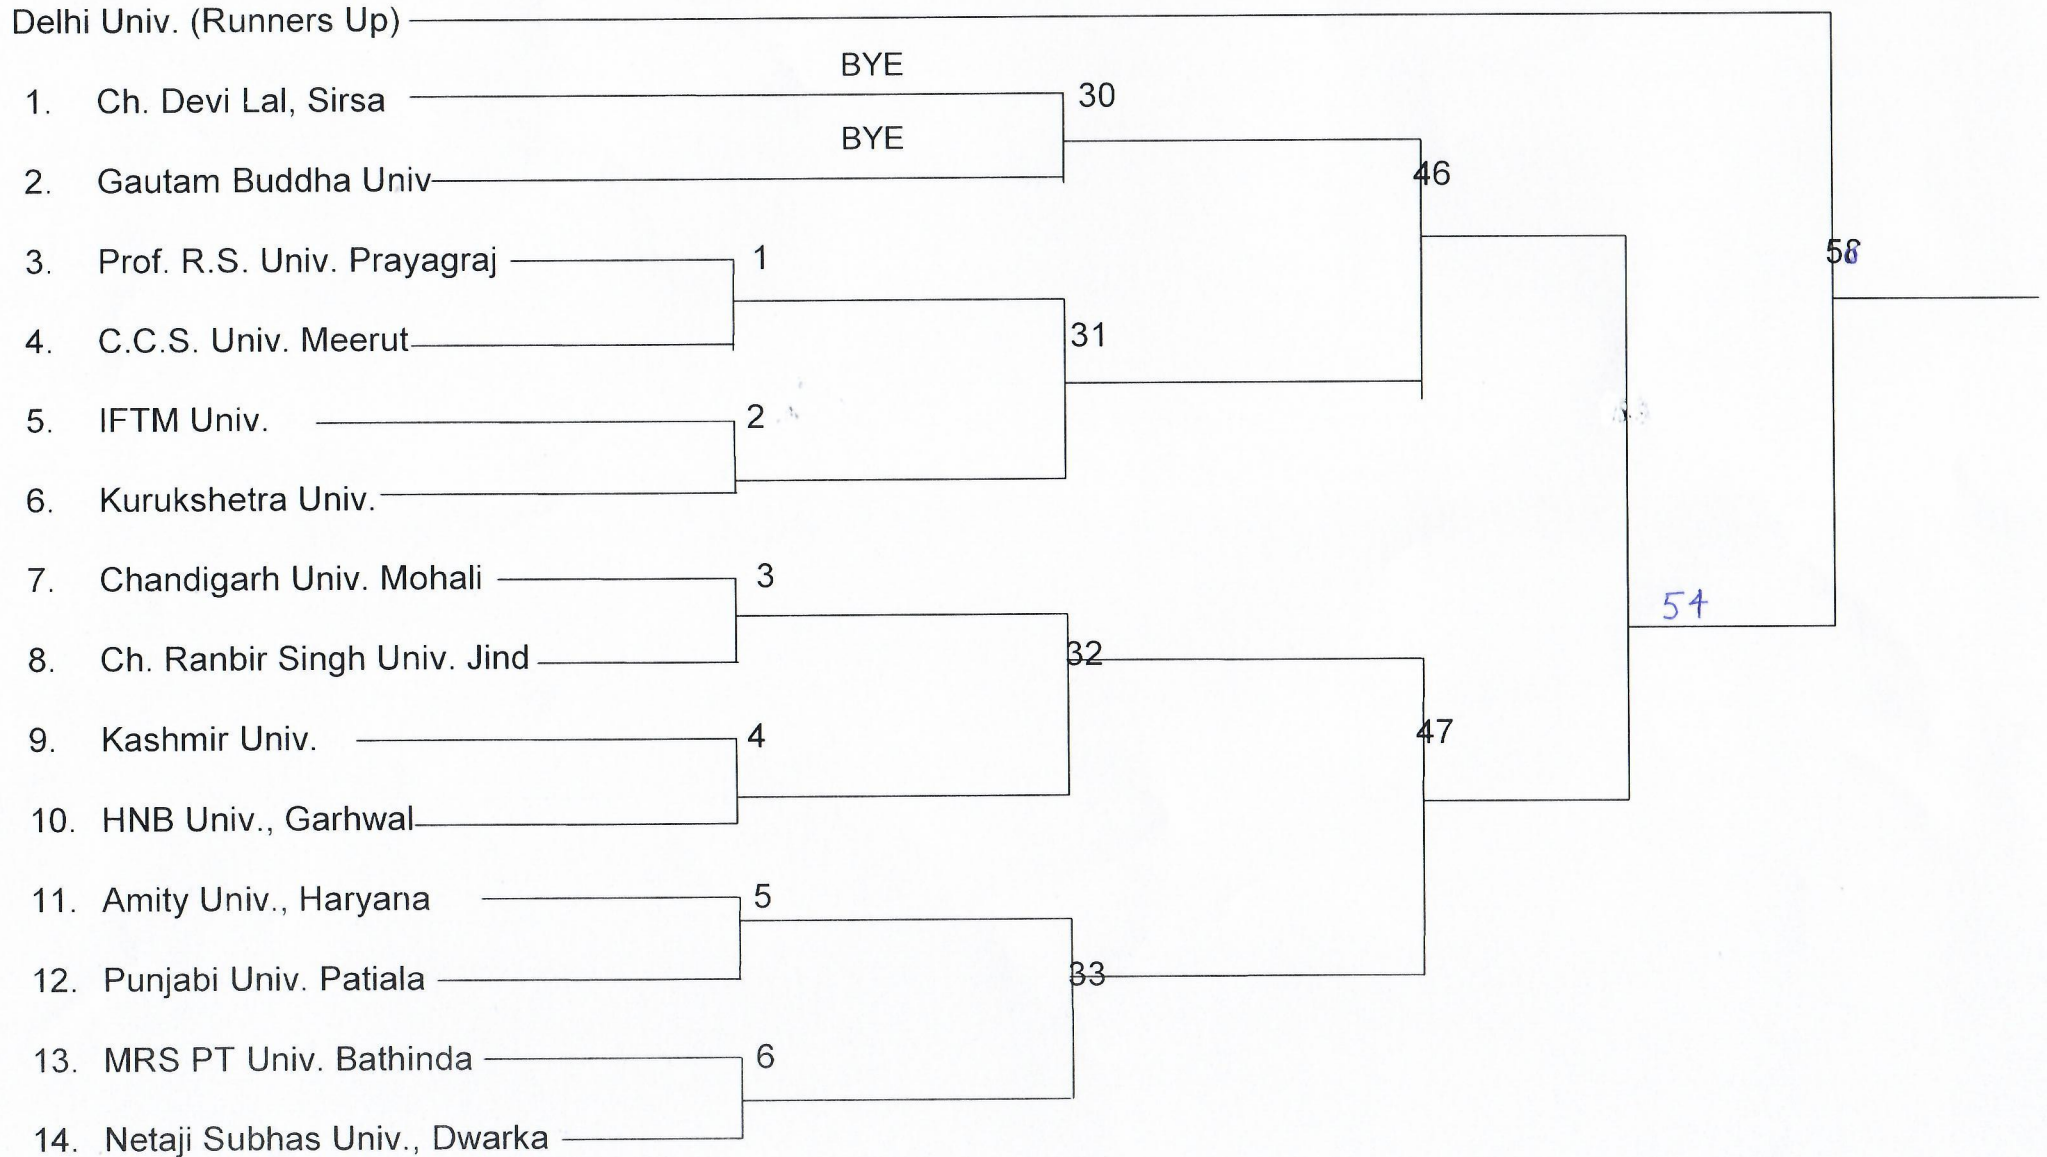 Delhi Univ. (Runners Up)
BYE
1. Ch. Devi Lal, Sirsa
30
BYE
2. Gautam Buddha Univ
46
3. Prof. R.S. Univ. Prayagraj
1
4. C.C.S. Univ. Meerut
31
5. IFTM Univ.
2
6. Kurukshetra Univ.
7. Chandigarh Univ. Mohali
3
54
8. Ch. Ranbir Singh Univ. Jind
32
9. Kashmir Univ.
4
47
10. HNB Univ., Garhwal
11. Amity Univ., Haryana
5
12. Punjabi Univ. Patiala
33
13. MRS PT Univ. Bathinda
6
14. Netaji Subhas Univ., Dwarka